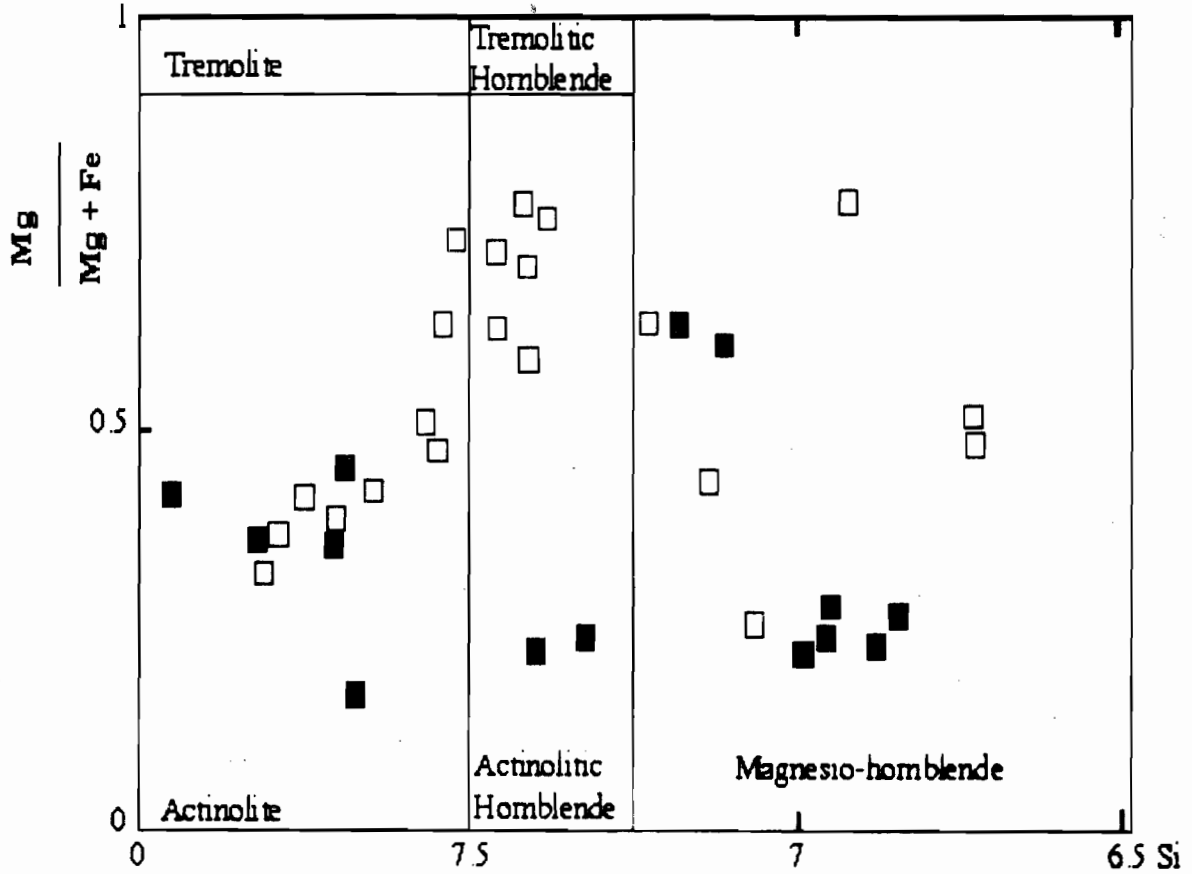 1
Tremolite
Tremolitic
Hornblende
Mg
Mg + Fe
0.5
Actinolitic
Hornblende
Magnesio-hornblende
Actinolite
0
0
7.5
7
6.5 Si